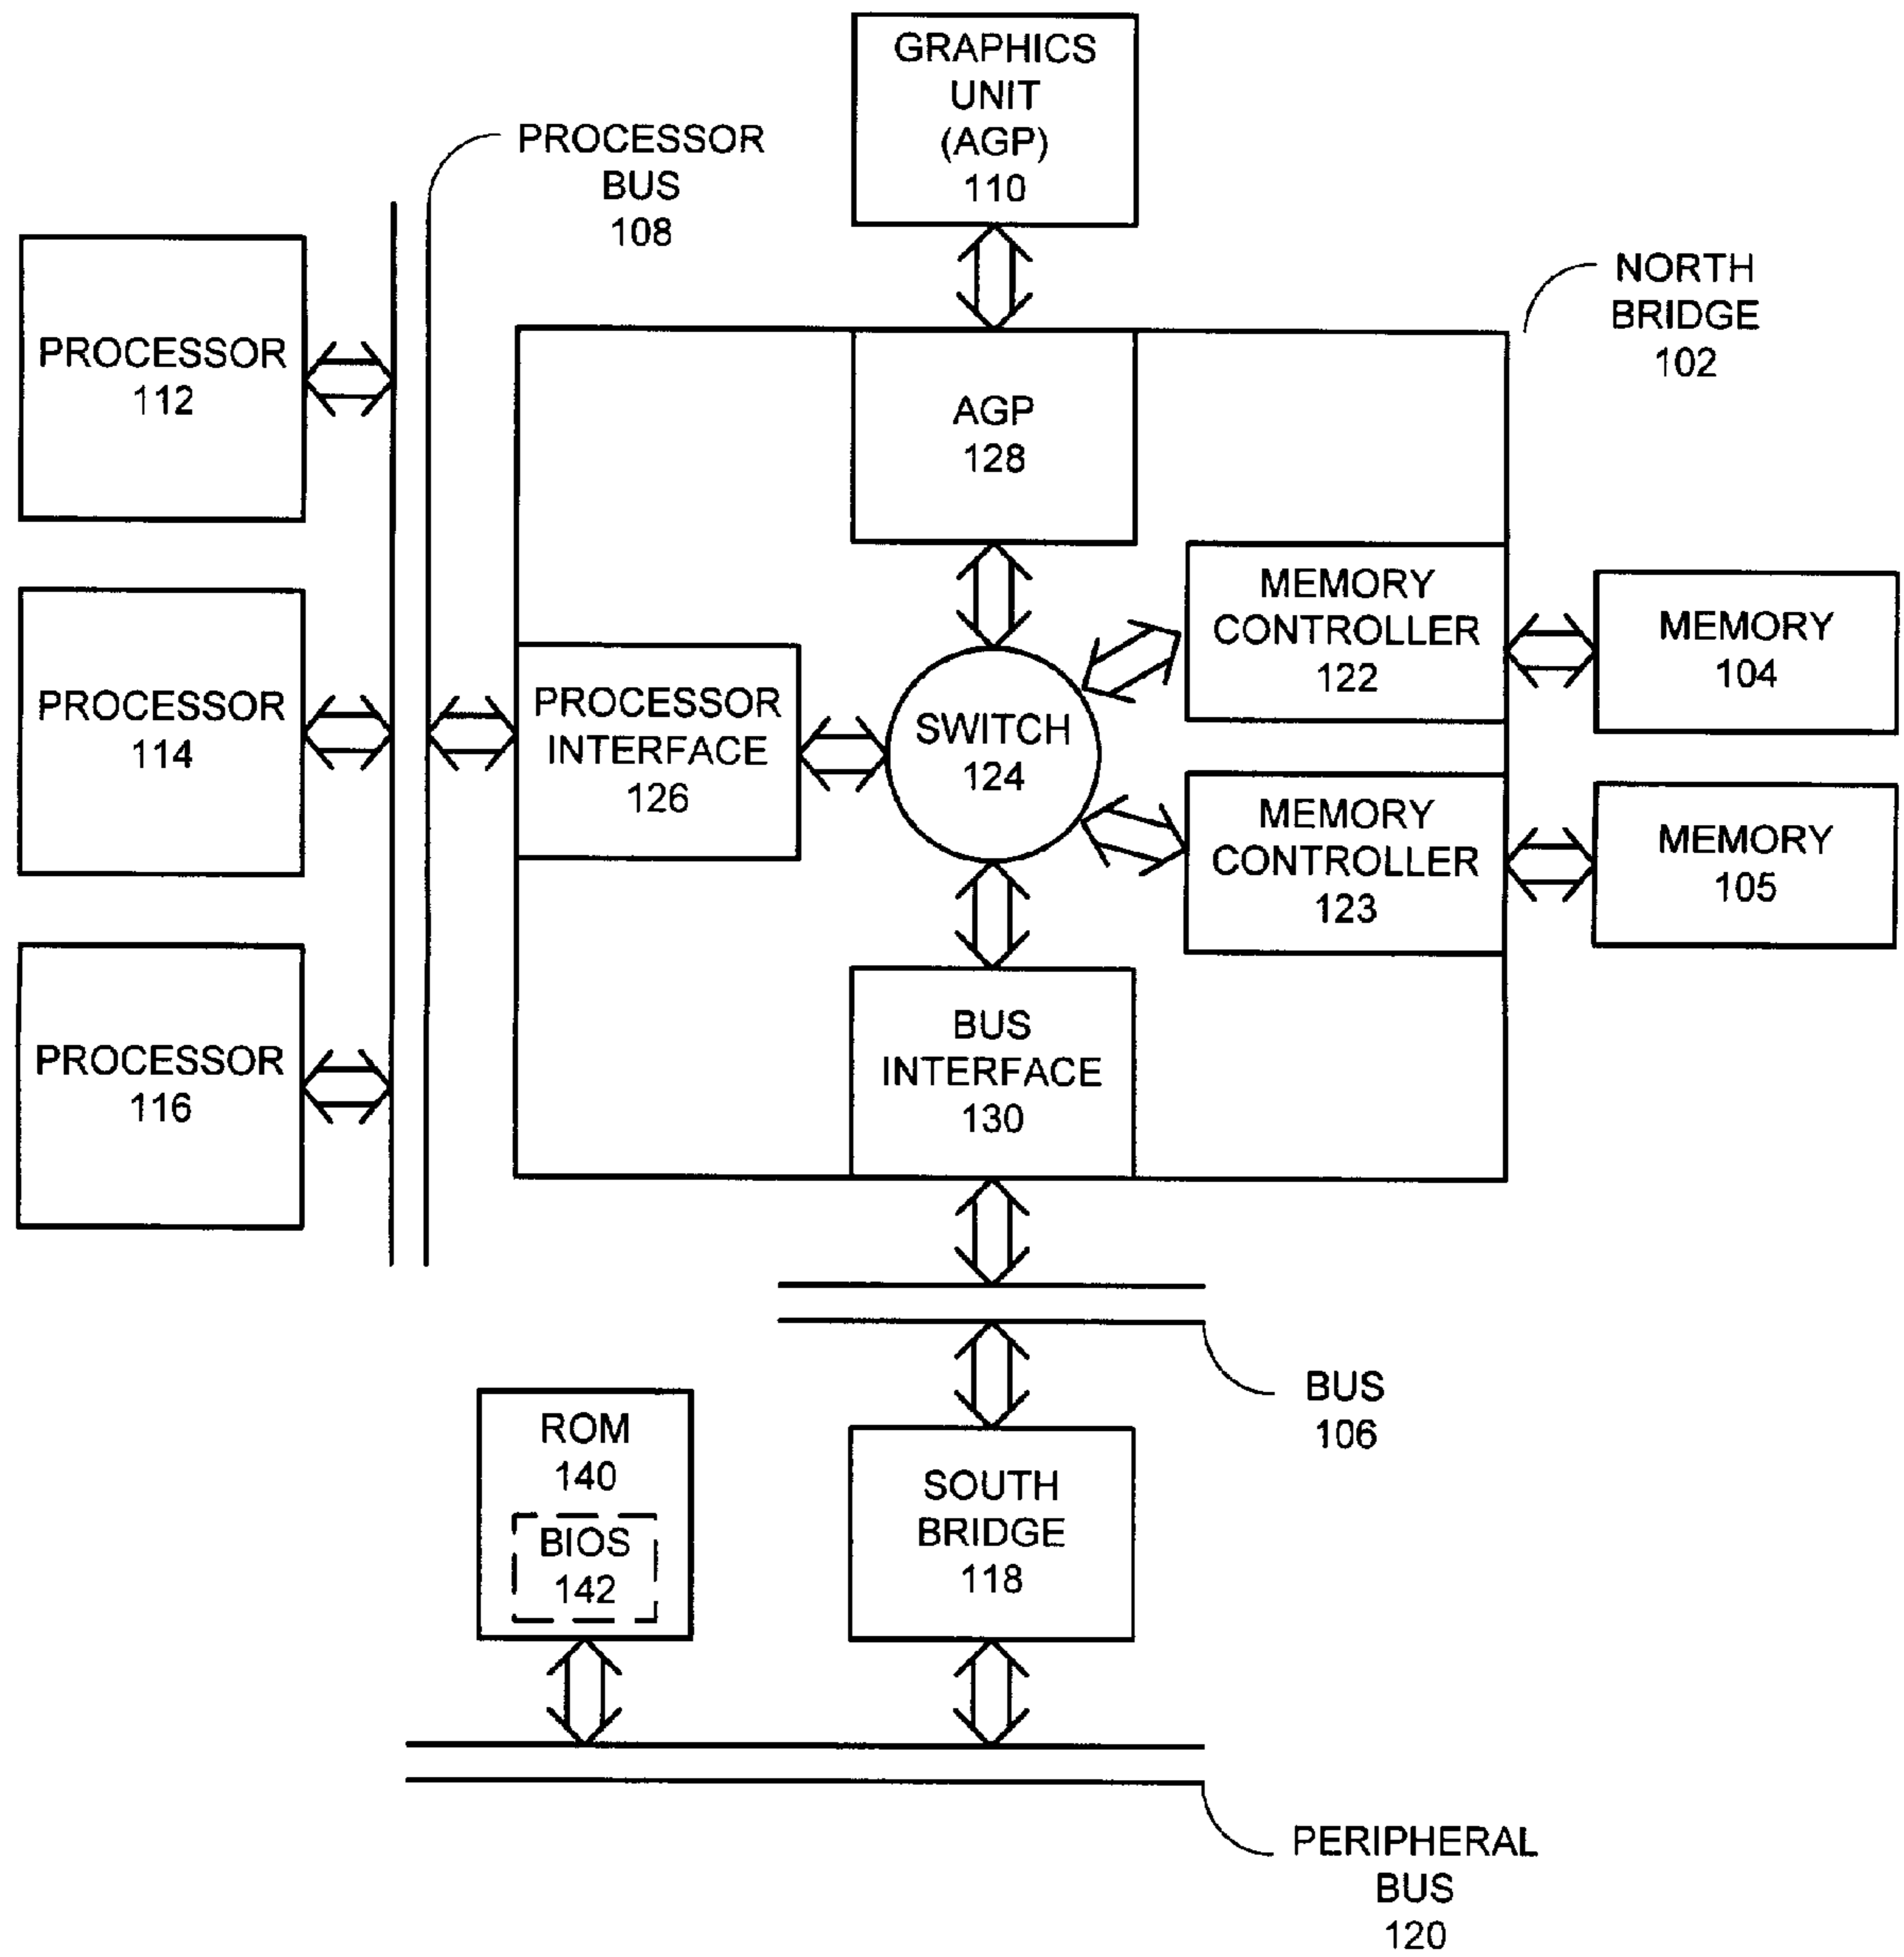 GRAPHICS
UNIT
(AGP)
110
PROCESSOR
BUS
108
NORTH
BRIDGE
102
PROCESSOR
112
AGP
128
MEMORY
CONTROLLER
122
MEMORY
104
PROCESSOR
114
PROCESSOR
INTERFACE
126
SWITCH
124
MEMORY
CONTROLLER
123
MEMORY
105
PROCESSOR
116
BUS
INTERFACE
130
BUS
106
ROM
140
BIOS
142
SOUTH
BRIDGE
118
PERIPHERAL
BUS
120